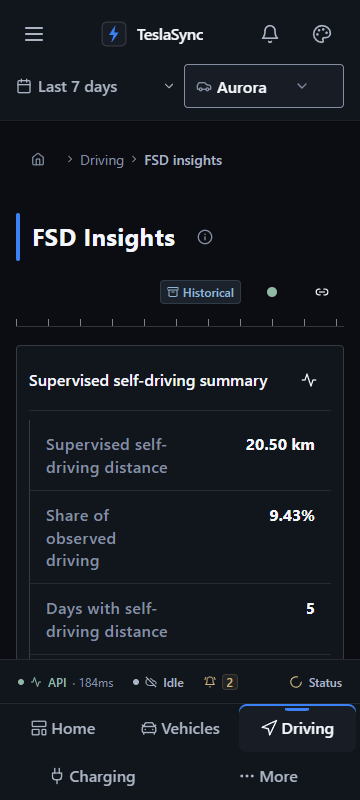 TeslaSync
Last 7 days
Aurora
Driving
FSD insights
FSD Insights
Historical
Supervised self-driving summary
Supervised self-
driving distance
20.50 km
Share of
observed
driving
9.43%
Days with self-
driving distance
5
API · 184ms
Idle
2
Status
Home
Vehicles
Driving
Charging
More